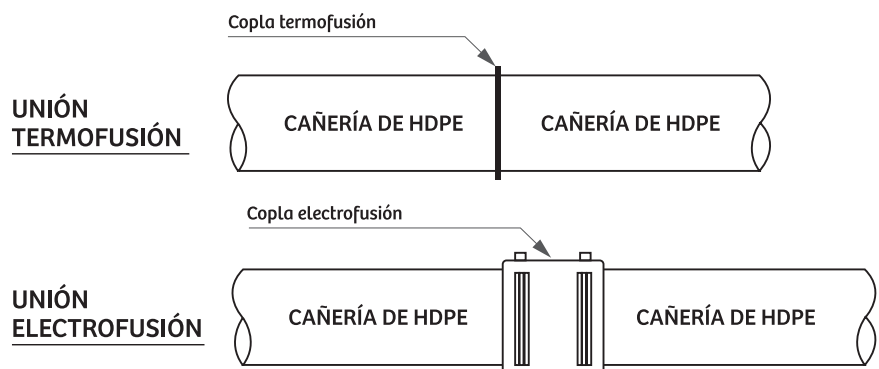 Copla termofusión
UNIÓN
TERMOFUSIÓN
CAÑERÍA DE HDPE
CAÑERÍA DE HDPE
Copla electrofusión
UNIÓN
ELECTROFUSIÓN
CAÑERÍA DE HDPE
CAÑERÍA DE HDPE